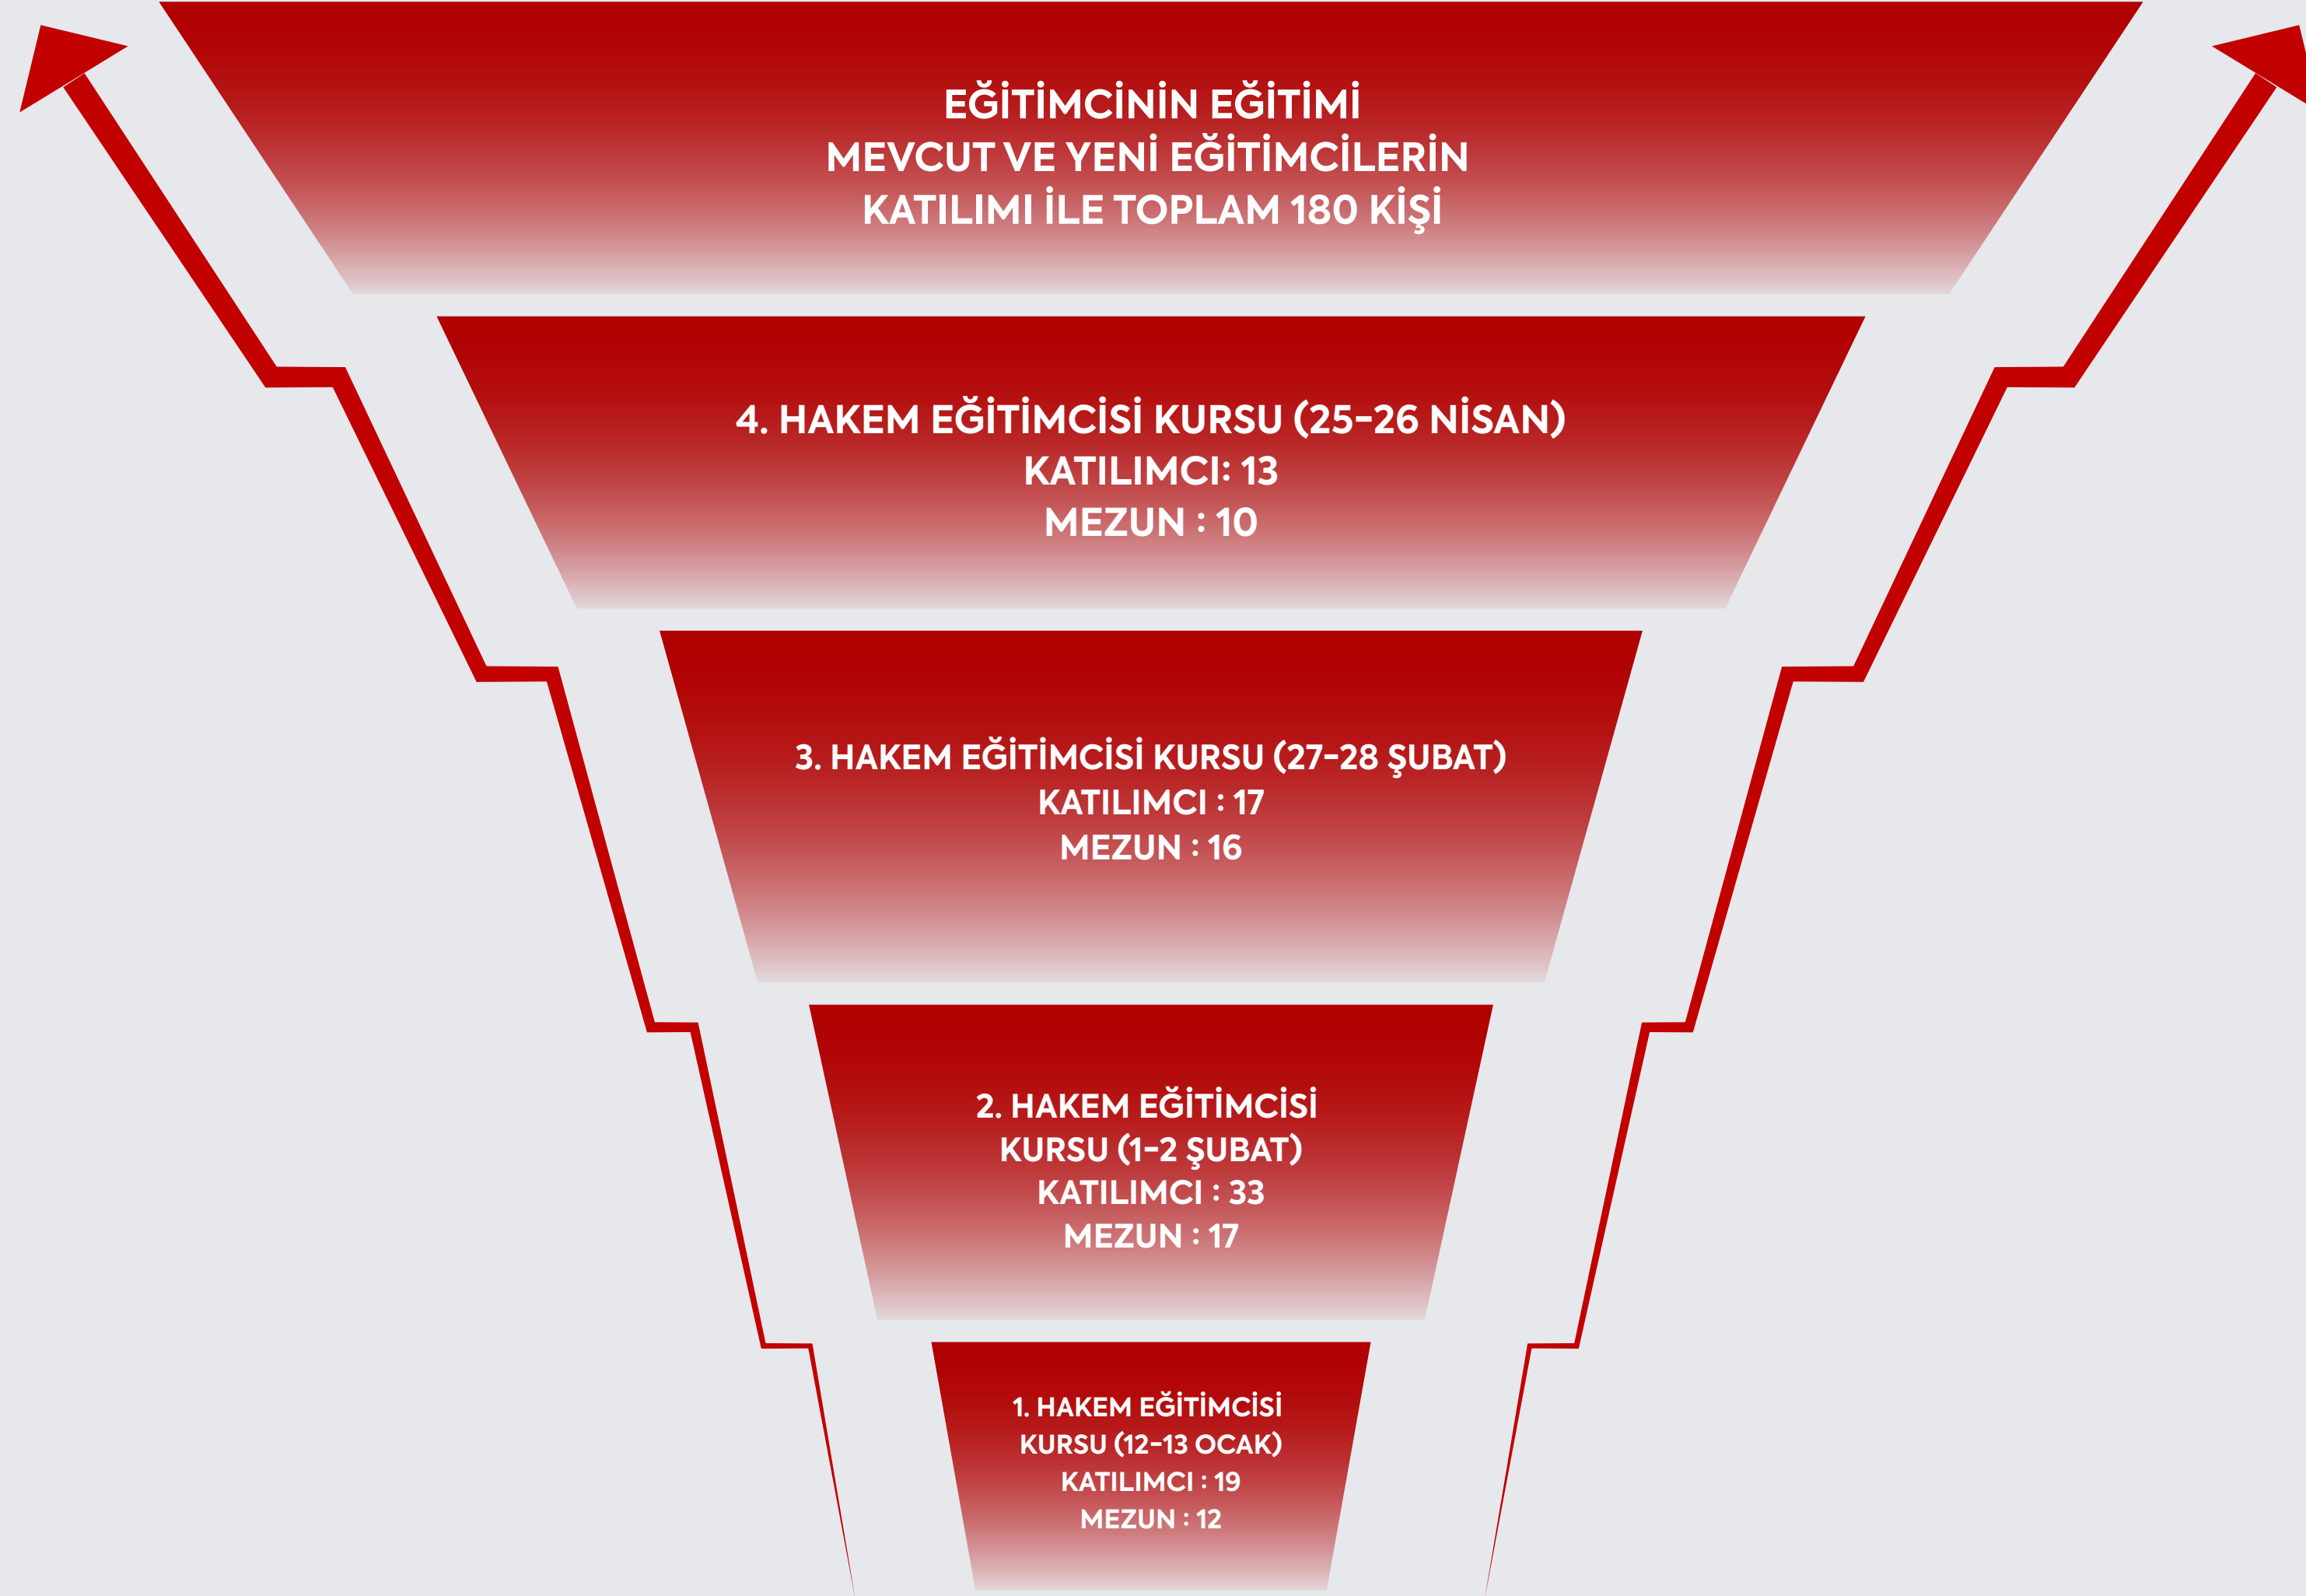 EĞİTİMCİNİN EĞİTİMİ
MEVCUT VE YENİ EĞİTİMCİLERİN
KATILIMI İLE TOPLAM 180 KİŞİ
4. HAKEM EĞİTİMCİSİ KURSU (25-26 NİSAN)
KATILIMCI: 13
MEZUN : 10
3. HAKEM EĞİTİMCİSİ KURSU (27-28 ŞUBAT)
KATILIMCI : 17
MEZUN : 16
2. HAKEM EĞİTİMCİSİ
KURSU (1-2 ŞUBAT)
KATILIMCI : 33
MEZUN : 17
1. HAKEM EĞİTİMCİSİ
KURSU (12-13 OCAK)
KATILIMCI : 19
MEZUN : 12